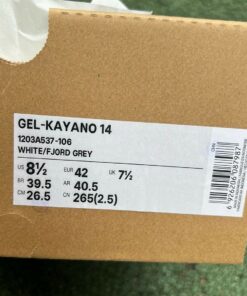 GEL-KAYANO 14
1203A537-106
WHITE/FJORD GREY
US 8½ EUR 42 UK 7½
BR 39.5 AR 40.5
CM 26.5 CN 265(2.5)